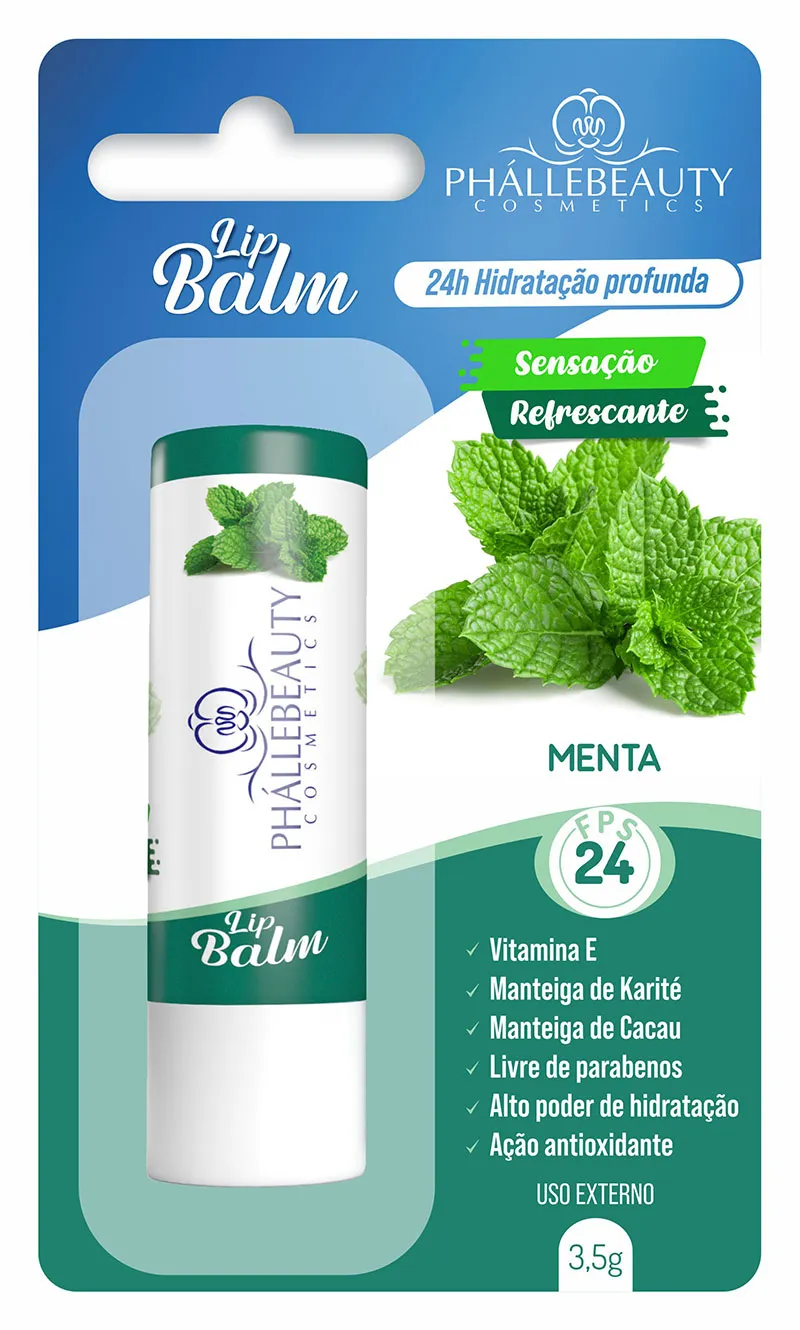 PHÁLLEBEAUTY
COSMETICS
Lip
Balm
24h Hidratação profunda
Sensação
Refrescante
PHÁLLEBEAUTY
COSMETICS
Lip
Balm
MENTA
FPS
24
Vitamina E
Manteiga de Karité
Manteiga de Cacau
Livre de parabenos
Alto poder de hidratação
Ação antioxidante
USO EXTERNO
3,5g